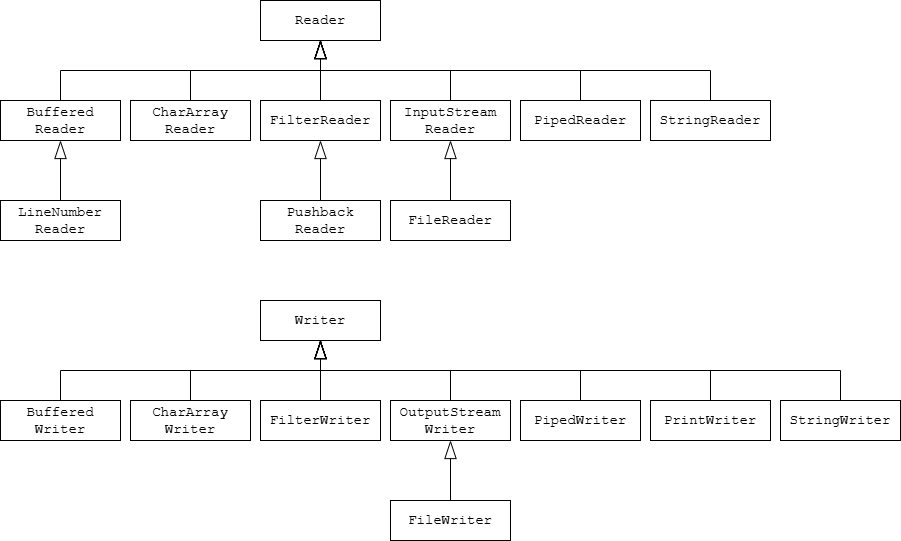 Reader
Buffered
Reader
CharArray
Reader
FilterReader
InputStream
Reader
PipedReader
StringReader
LineNumber
Reader
Pushback
Reader
FileReader
Writer
Buffered
Writer
CharArray
Writer
FilterWriter
OutputStream
Writer
PipedWriter
PrintWriter
StringWriter
FileWriter